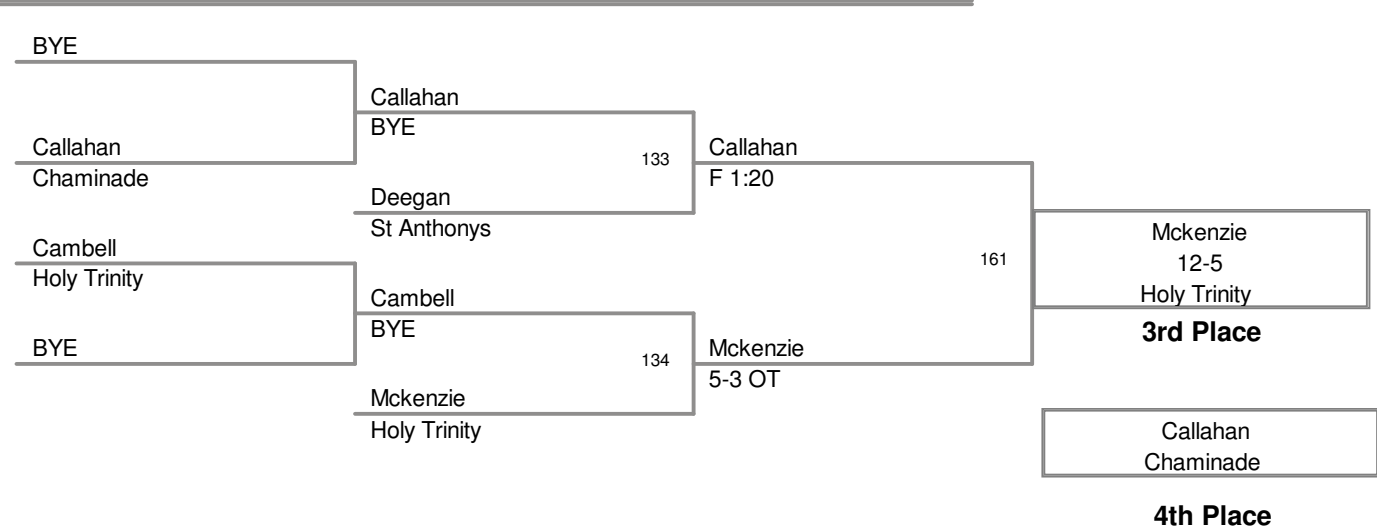 BYE
Callahan
BYE
Callahan
Chaminade
133
Callahan
F 1:20
Deegan
St Anthonys
Cambell
Holy Trinity
161
Mckenzie
12-5
Holy Trinity
3rd Place
Cambell
BYE
BYE
134
Mckenzie
5-3 OT
Mckenzie
Holy Trinity
Callahan
Chaminade
4th Place